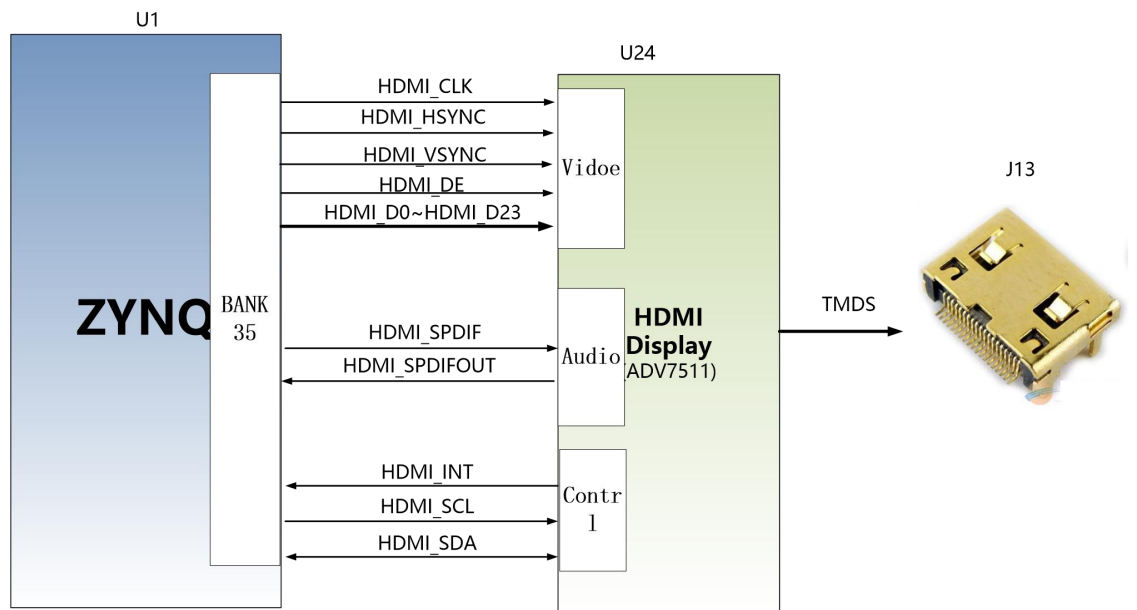 U1
U24
J13
HDMI_CLK
HDMI_HSYNC
HDMI_VSYNC
HDMI_DE
HDMI_D0~HDMI_D23
Vidoe
ZYNQ
BANK
35
HDMI_SPDIF
HDMI_SPDIFOUT
Audio
HDMI
Display
(ADV7511)
TMDS
HDMI_INT
HDMI_SCL
HDMI_SDA
Contr
l